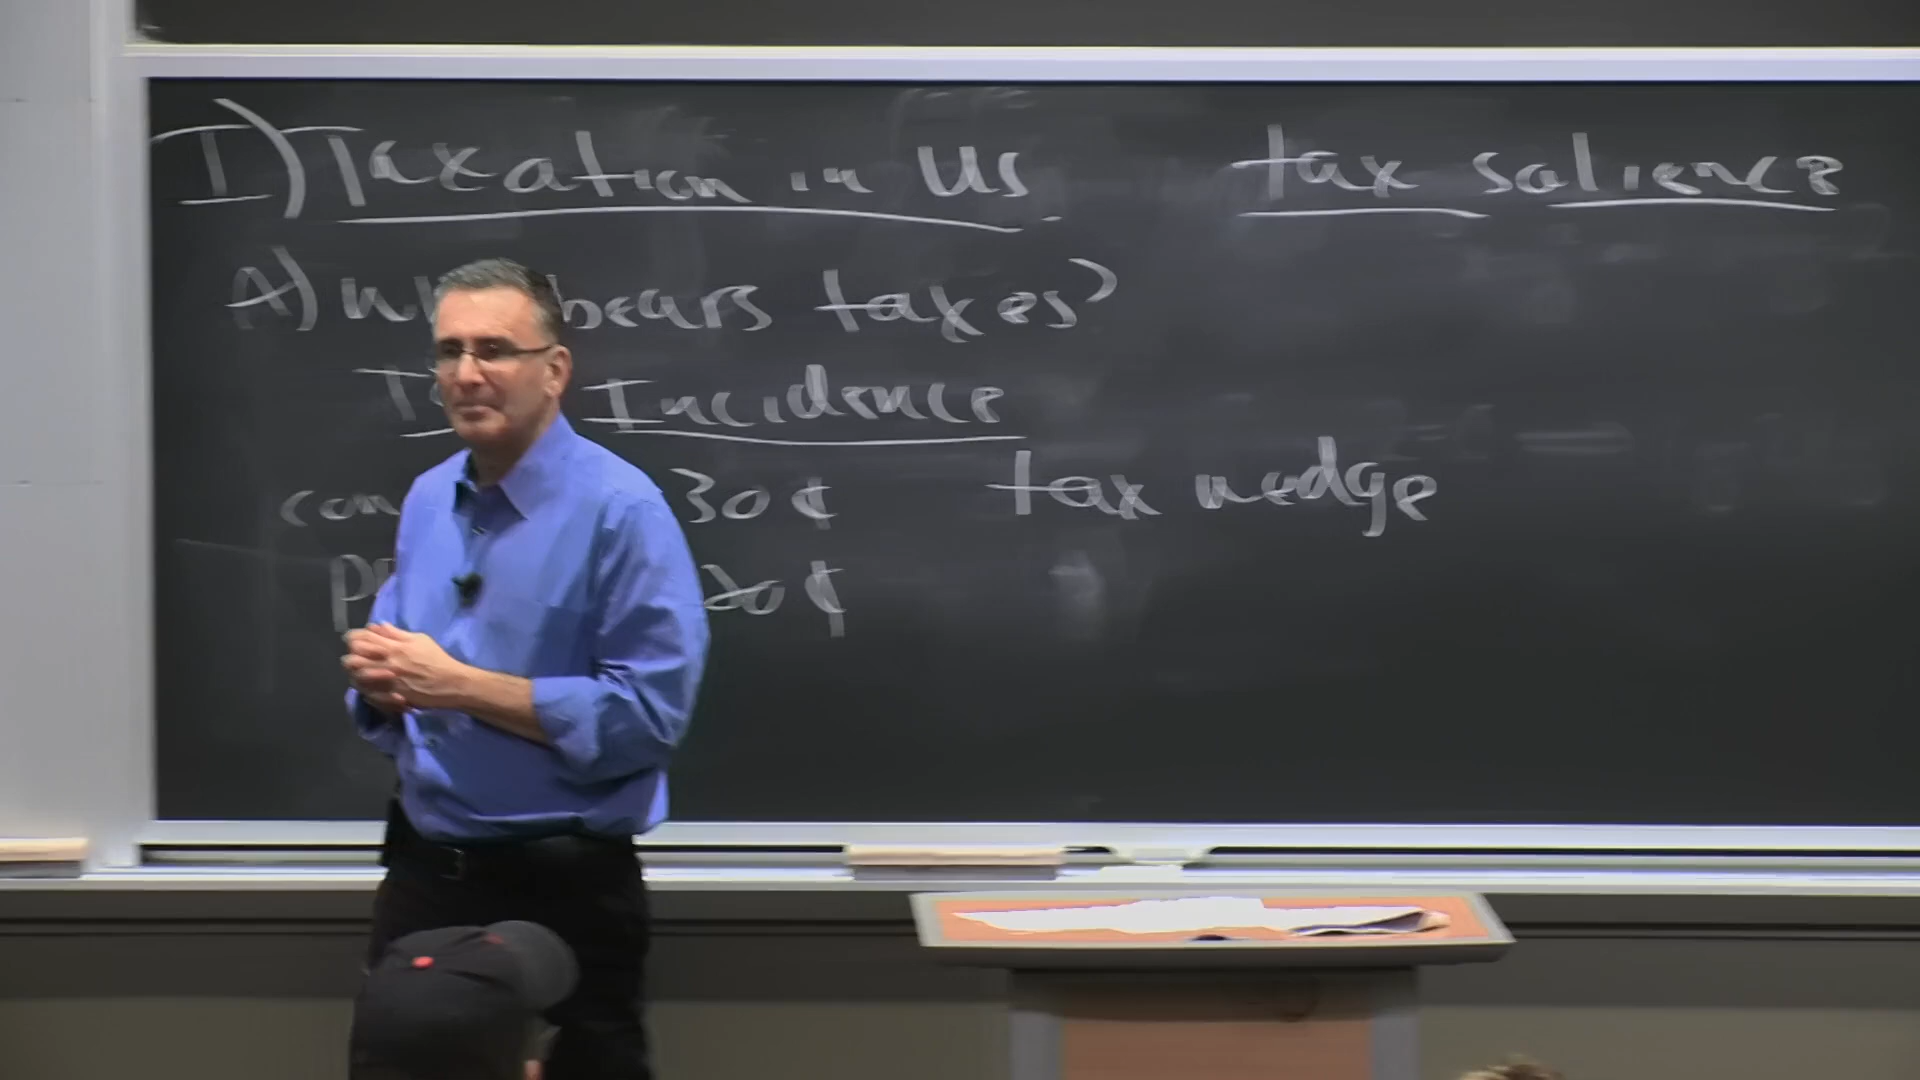 I) Taxation in US
tax salience
A) bears taxes?
Incidence
30¢
tax wedge
20¢